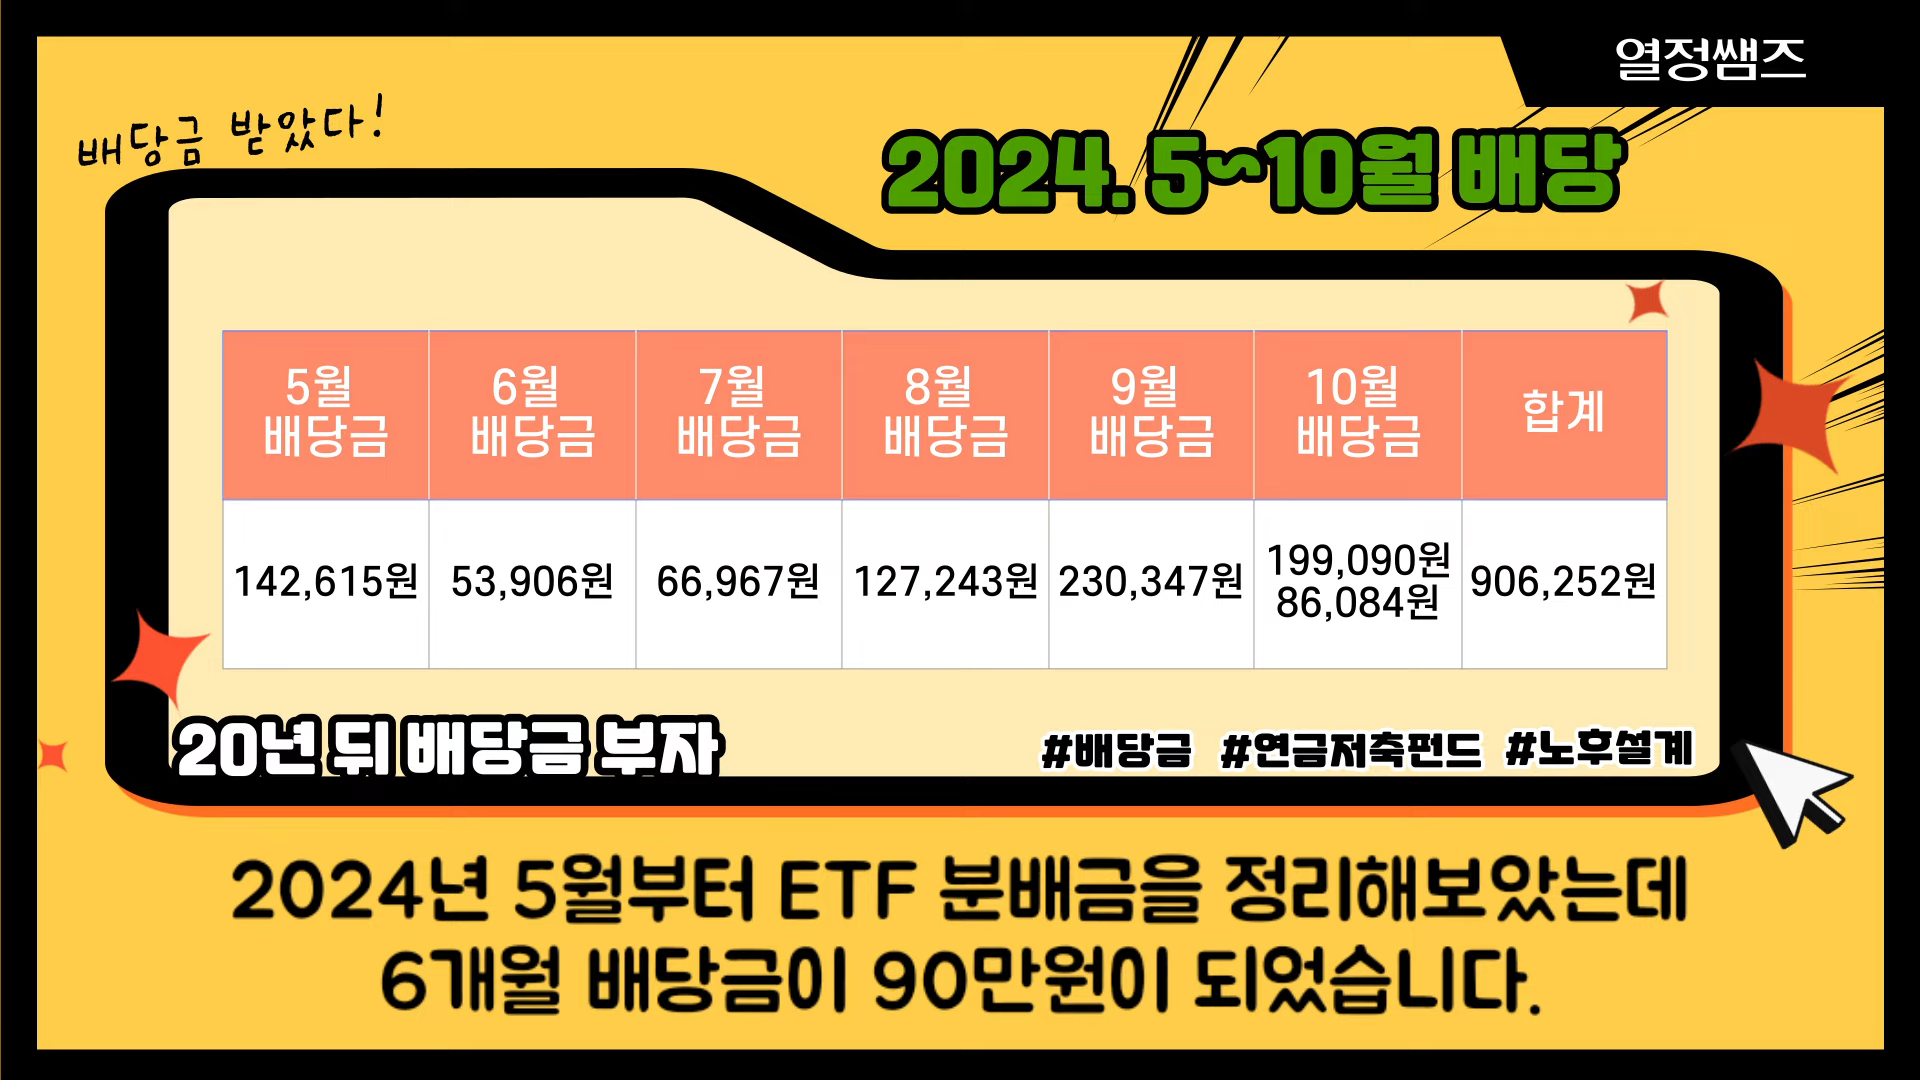 열정쌤즈
배당금 받았다!
2024. 5~10월 배당
5월 배당금
6월 배당금
7월 배당금
8월 배당금
9월 배당금
10월 배당금
합계
142,615원
53,906원
66,967원
127,243원
230,347원
199,090원
86,084원
906,252원
20년 뒤 배당금 부자
#배당금 #연금저축펀드 #노후설계
2024년 5월부터 ETF 분배금을 정리해보았는데
6개월 배당금이 90만원이 되었습니다.